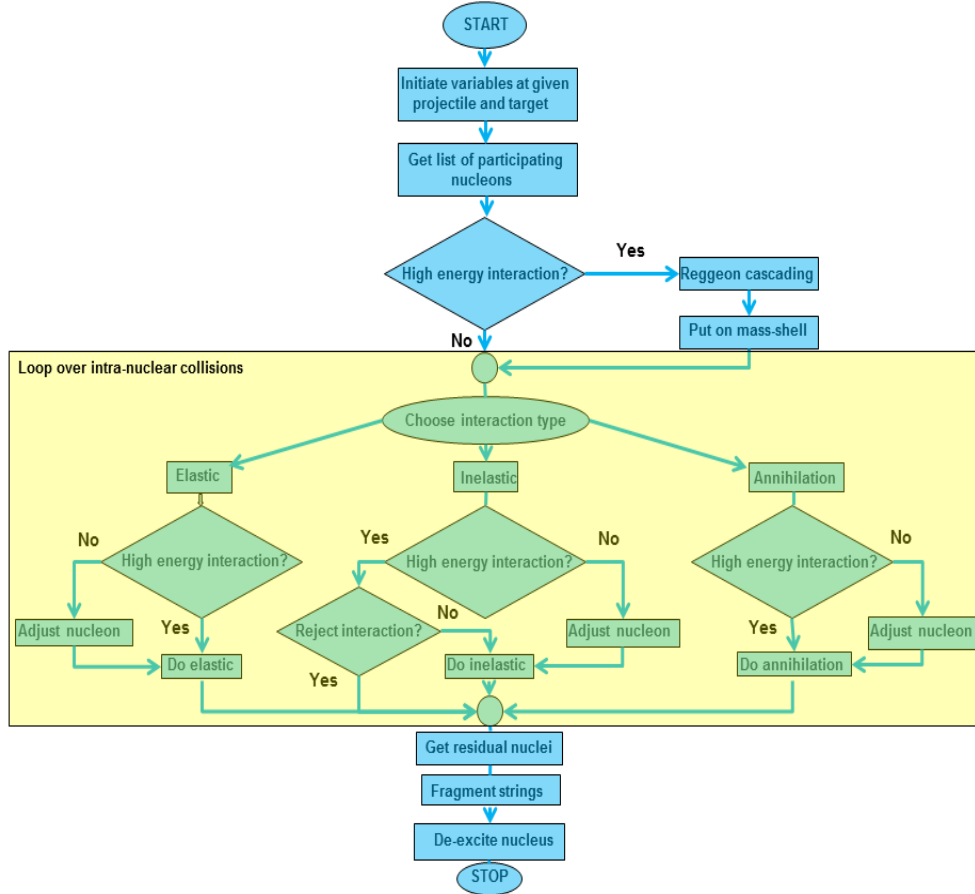 START
Initiate variables at given
projectile and target
Get list of participating
nucleons
High energy interaction?
Yes
Reggeon cascading
Put on mass-shell
No
Loop over intra-nuclear collisions
Choose interaction type
Elastic
Inelastic
Annihilation
No
High energy interaction?
Yes
High energy interaction?
No
High energy interaction?
No
Adjust nucleon
Yes
Reject interaction?
No
Adjust nucleon
Yes
Adjust nucleon
Do elastic
Yes
Do inelastic
Do annihilation
Get residual nuclei
Fragment strings
De-excite nucleus
STOP